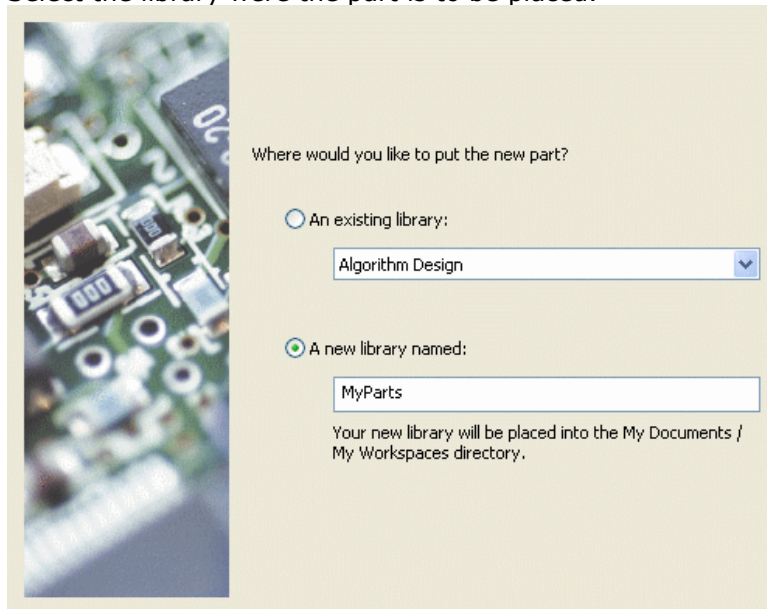 Select the library were the part is to be placed.
Where would you like to put the new part?
An existing library:
Algorithm Design
A new library named:
MyParts
Your new library will be placed into the My Documents /
My Workspaces directory.
000
000